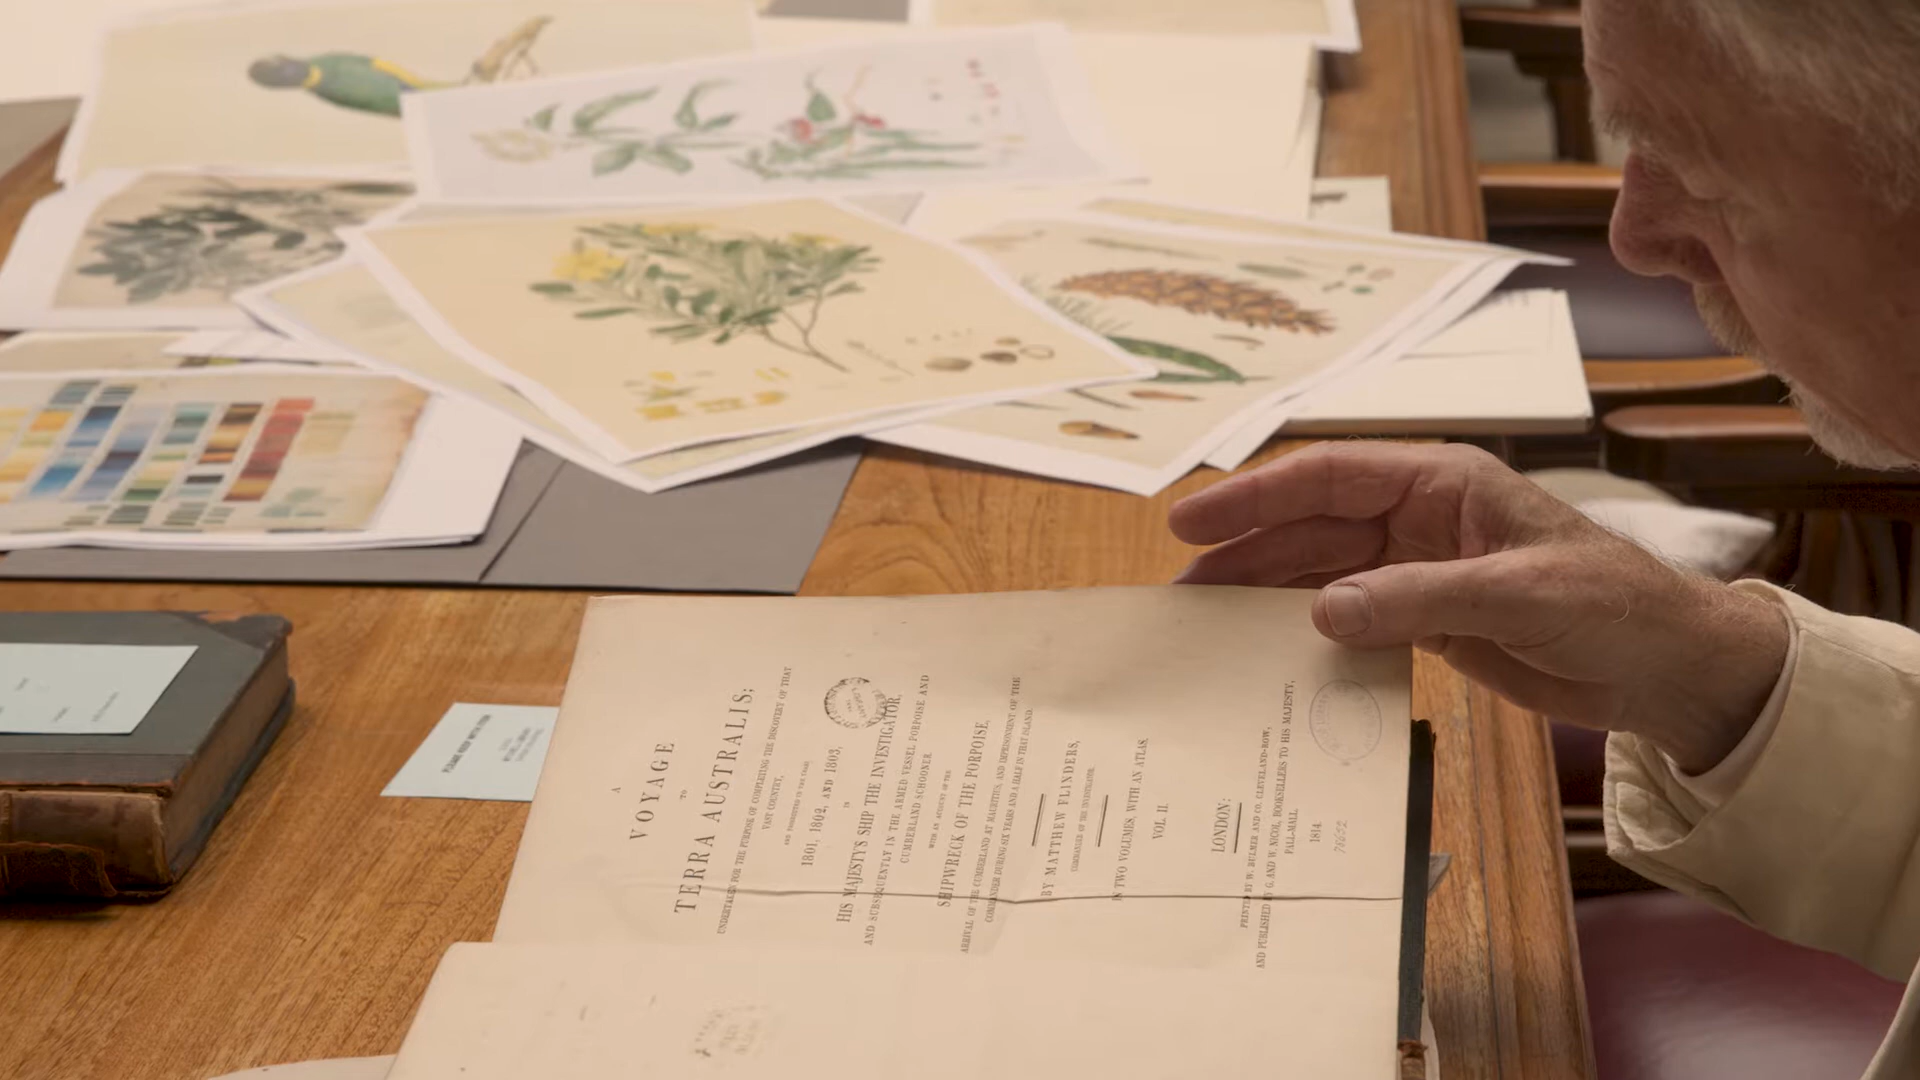 A
VOYAGE
TO
TERRA AUSTRALIS;
UNDERTAKEN FOR THE PURPOSE OF COMPLETING THE DISCOVERY OF THAT
VAST COUNTRY,
AND PROSECUTED IN THE YEARS
1801, 1802, AND 1803,
IN
HIS MAJESTY'S SHIP THE INVESTIGATOR,
AND SUBSEQUENTLY IN THE ARMED VESSEL PORPOISE AND
CUMBERLAND SCHOONER.
WITH AN ACCOUNT OF THE
SHIPWRECK OF THE PORPOISE,
ARRIVAL OF THE CUMBERLAND AT MAURITIUS, AND IMPRISONMENT OF THE
COMMANDER DURING SIX YEARS AND A HALF IN THAT ISLAND.
BY MATTHEW FLINDERS,
COMMANDER OF THE INVESTIGATOR.
IN TWO VOLUMES, WITH AN ATLAS.
VOL. II.
LONDON:
PRINTED BY W. BULMER AND CO. CLEVELAND-ROW,
AND PUBLISHED BY G. AND W. NICOL, BOOKSELLERS TO HIS MAJESTY,
PALL-MALL.
1814.
PLEASE KEEP WITH ITEM